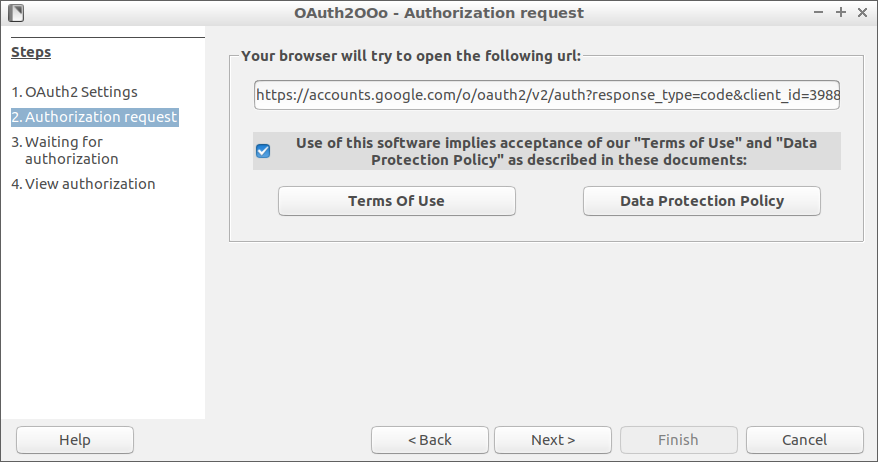 OAuth2OOo - Authorization request
Steps
1. OAuth2 Settings
2. Authorization request
3. Waiting for
authorization
4. View authorization
Your browser will try to open the following url:
https://accounts.google.com/o/oauth2/v2/auth?response_type=code&client_id=3988
Use of this software implies acceptance of our "Terms of Use" and "Data
Protection Policy" as described in these documents:
Terms Of Use
Data Protection Policy
Help
< Back
Next >
Finish
Cancel